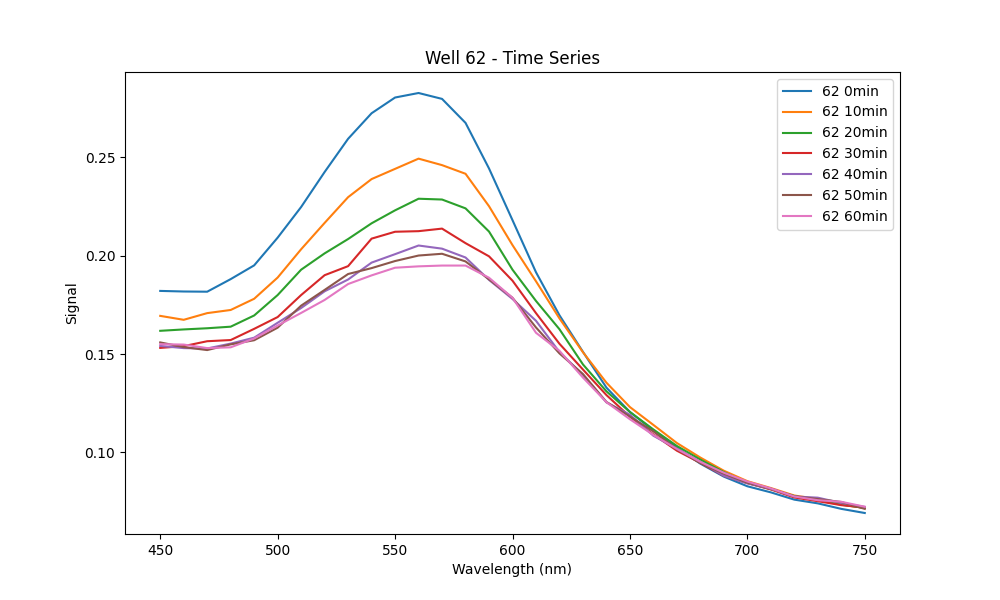 Well 62 - Time Series
62 0min
62 10min
62 20min
62 30min
62 40min
62 50min
62 60min
Signal
0.25
0.20
0.15
0.10
450 500 550 600 650 700 750
Wavelength (nm)